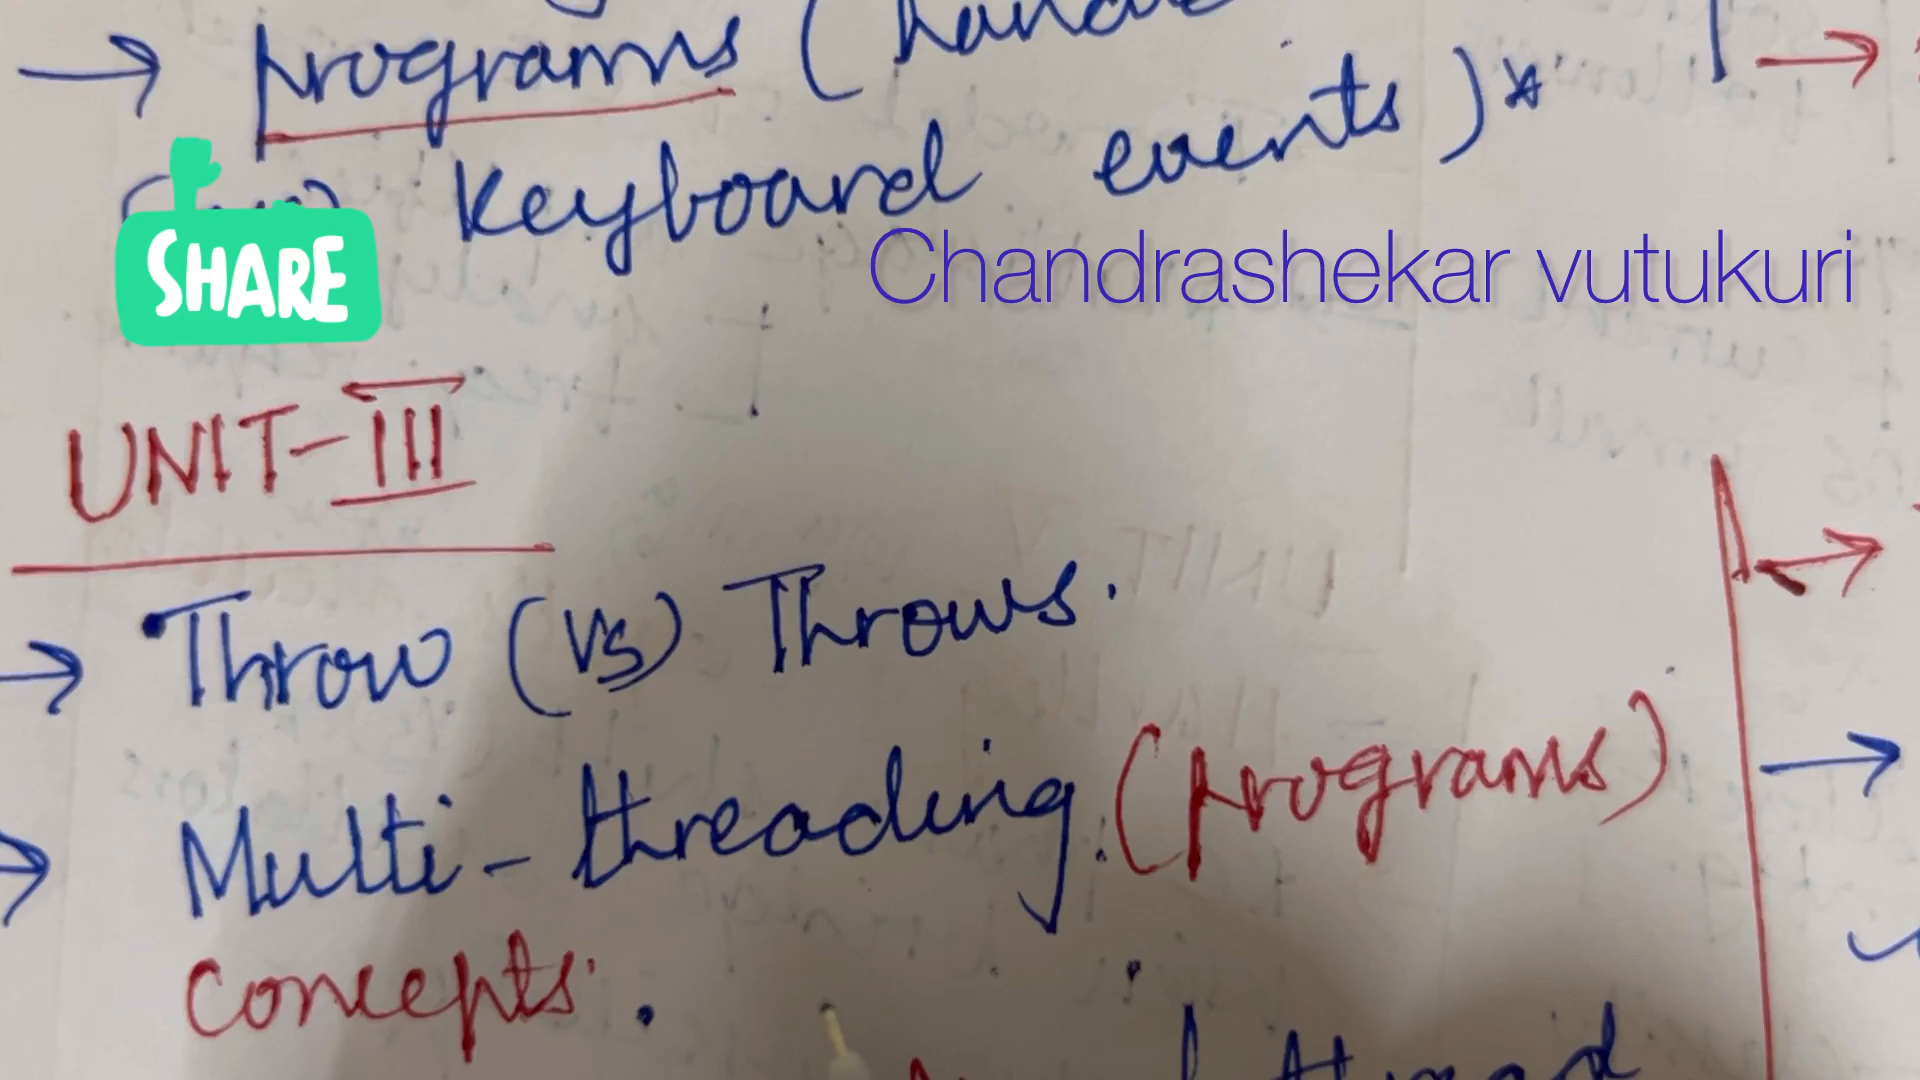 → programs (
Keyboard events)*
SHARE
Chandrashekar vutukuri
UNIT-III
→ Throw (Vs) Throws.
→ Multi-threading. (programs)
concepts.